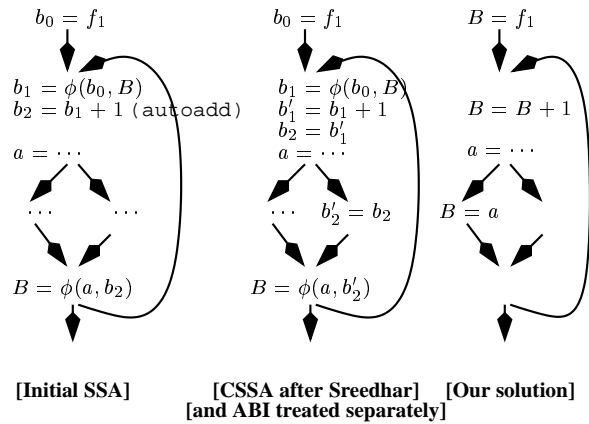 b₀ = f₁
b₁ = ϕ(b₀, B)
b₂ = b₁ + 1 (autoadd)
a = ···
··· ···
B = ϕ(a, b₂)
[Initial SSA]
b₀ = f₁
b₁ = ϕ(b₀, B)
b′₁ = b₁ + 1
b₂ = b′₁
a = ···
··· b′₂ = b₂
B = ϕ(a, b′₂)
[CSSA after Sreedhar]
[and ABI treated separately]
B = f₁
B = B + 1
a = ···
B = a
[Our solution]